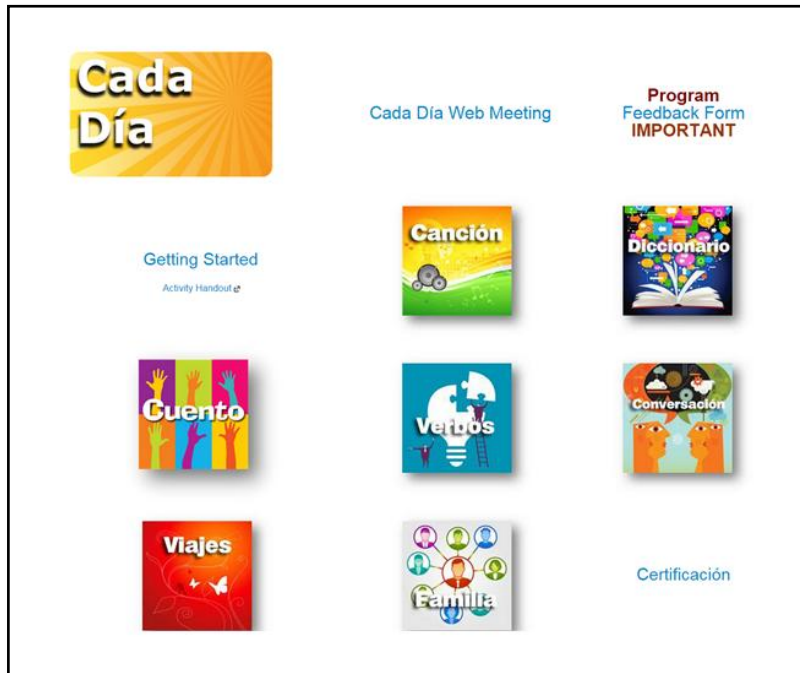 Cada
Día
Cada Día Web Meeting
Program
Feedback Form
IMPORTANT
Getting Started
Activity Handout
Canción
Diccionario
Cuento
Verbos
Conversación
Viajes
Familia
Certificación